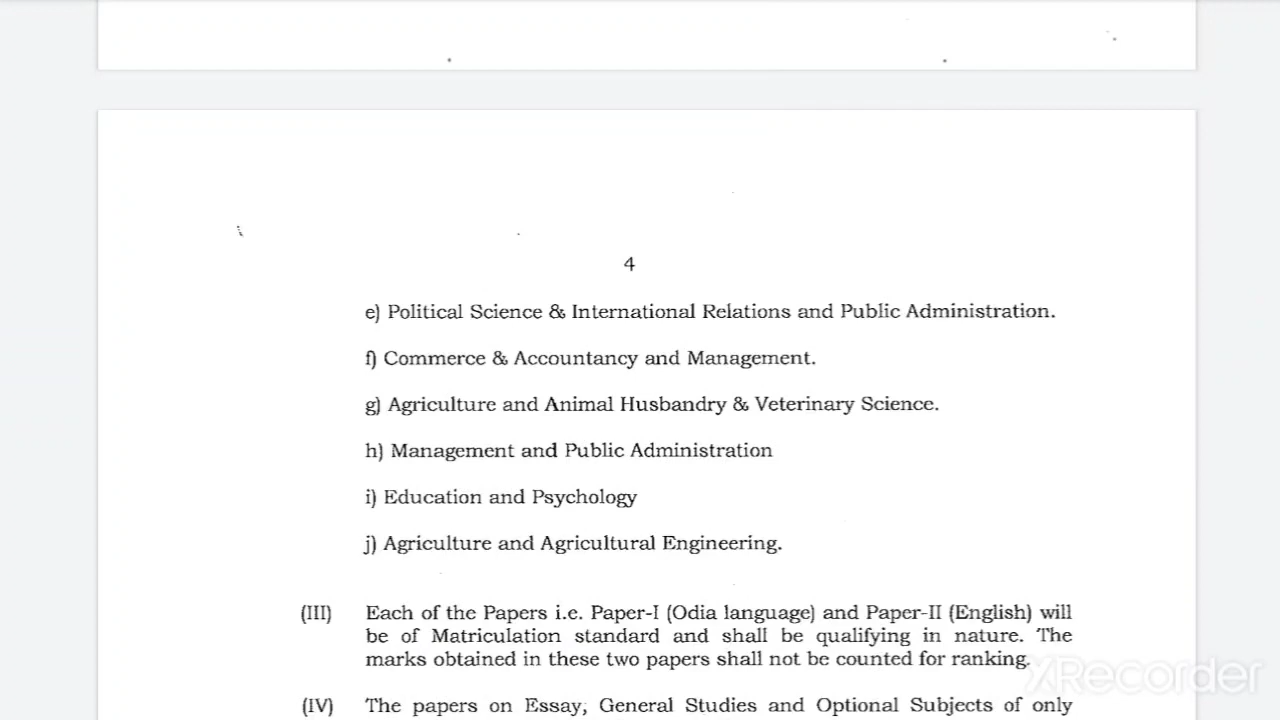 4
e) Political Science & International Relations and Public Administration.
f) Commerce & Accountancy and Management.
g) Agriculture and Animal Husbandry & Veterinary Science.
h) Management and Public Administration
i) Education and Psychology
j) Agriculture and Agricultural Engineering.
(III) Each of the Papers i.e. Paper-I (Odia language) and Paper-II (English) will
be of Matriculation standard and shall be qualifying in nature. The
marks obtained in these two papers shall not be counted for ranking.
XRecorder
(IV) The papers on Essay, General Studies and Optional Subjects of only